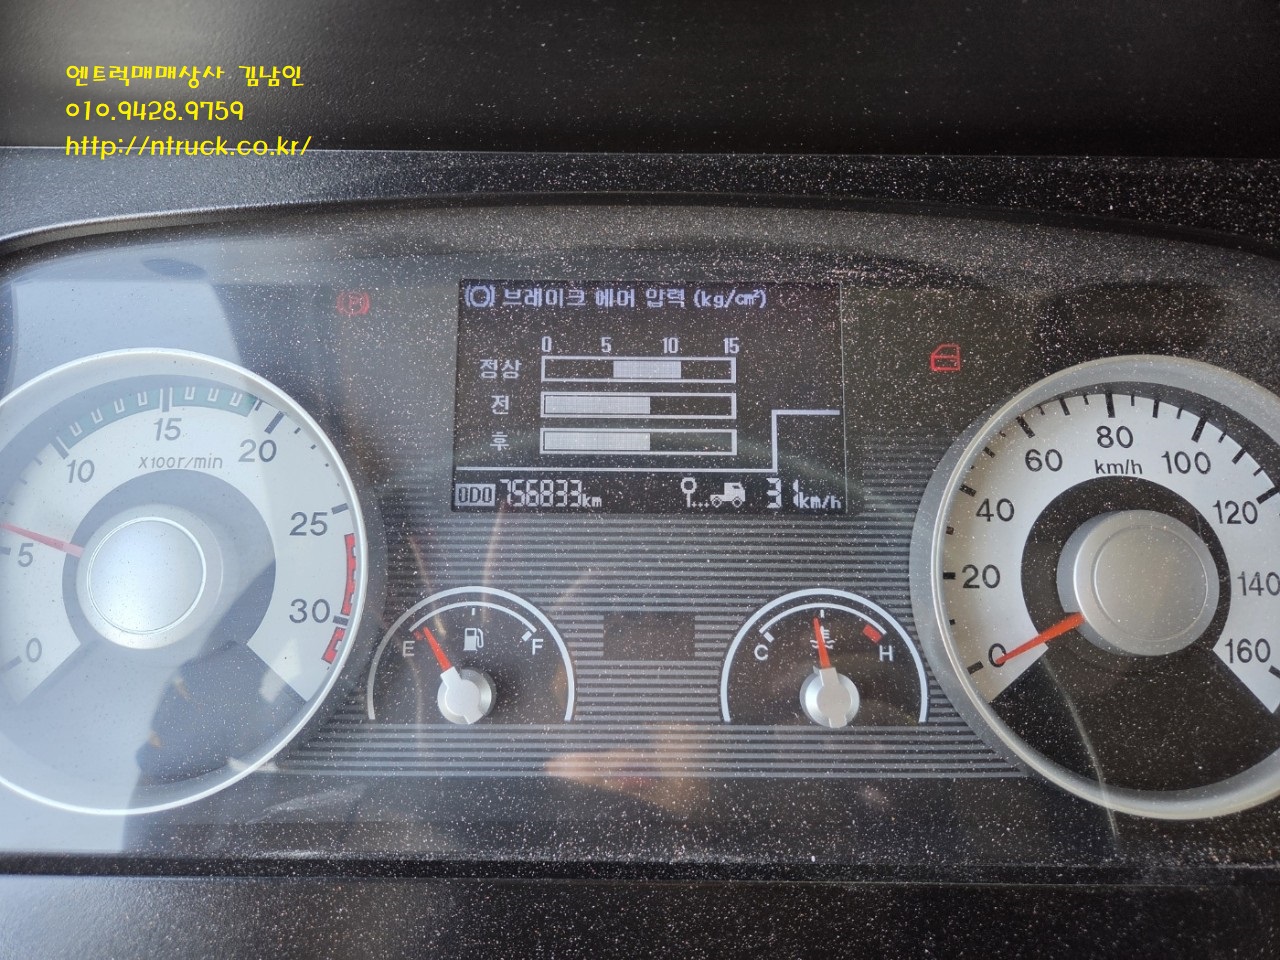 엔트럭매매상사 김남인
010.9428.9759
http://ntruck.co.kr/
(P)
브레이크 에어 압력 (kg/cm²)
0 5 10 15
정상
전
후
ODO 756833km 31km/h
0 5 10 15 20 25 30
X100r/min
E F
C H
0 20 40 60 80 100 120 140 160
km/h